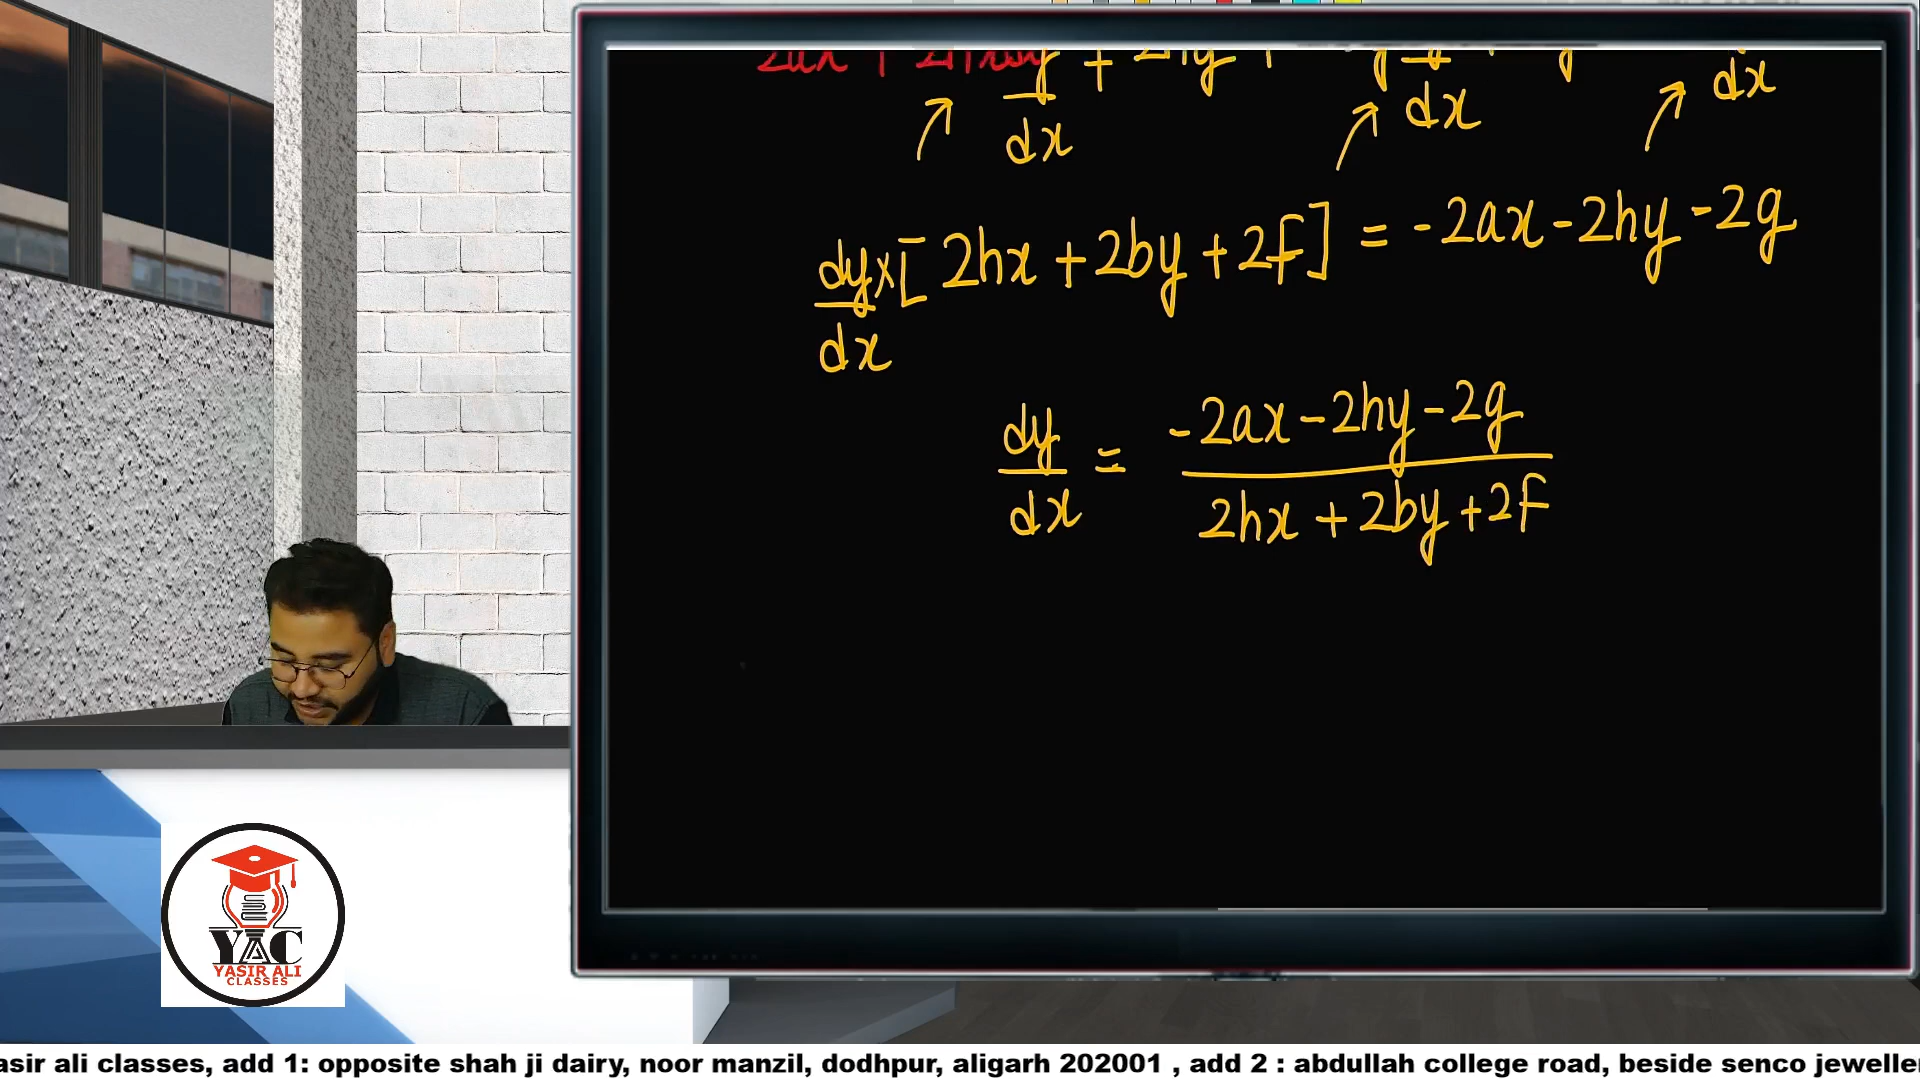 dx
dx
dx
dy/dx × [2hx + 2by + 2f] = -2ax - 2hy - 2g
dy/dx = (-2ax - 2hy - 2g)/(2hx + 2by + 2f)
YAC
YASIR ALI
CLASSES
asir ali classes, add 1: opposite shah ji dairy, noor manzil, dodhpur, aligarh 202001 , add 2 : abdullah college road, beside senco jeweller